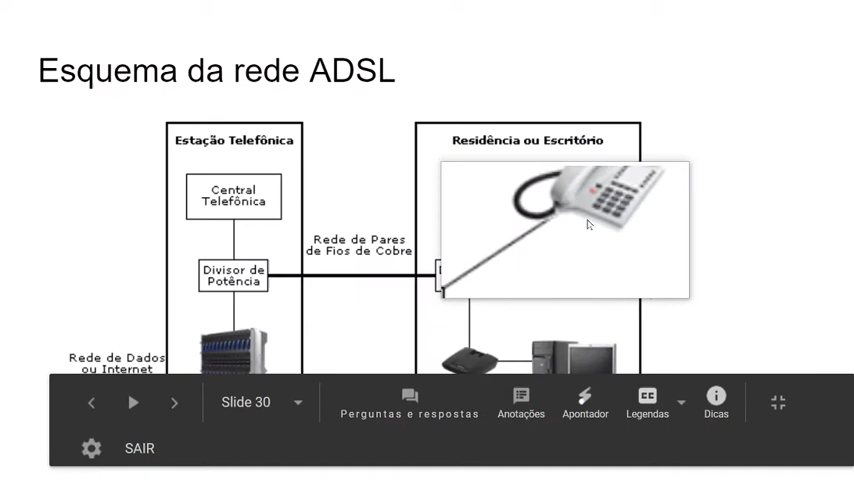 Esquema da rede ADSL
Estação Telefônica
Residência ou Escritório
Central
Telefônica
Rede de Pares
de Fios de Cobre
Divisor de
Potência
Rede de Dados
ou Internet
Slide 30
Perguntas e respostas
Anotações
Apontador
Legendas
Dicas
SAIR